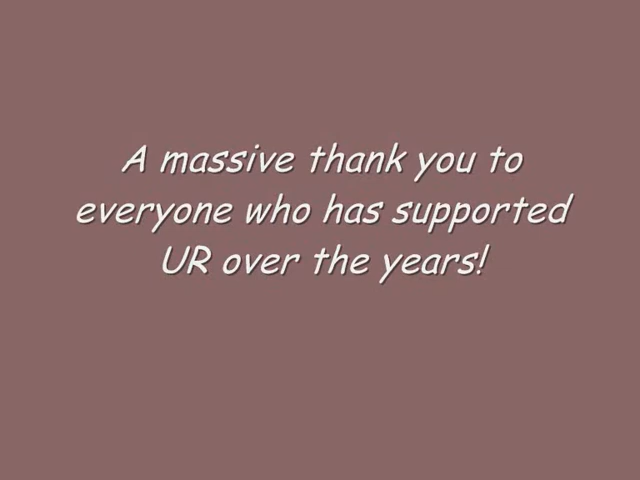 A massive thank you to
everyone who has supported
UR over the years!